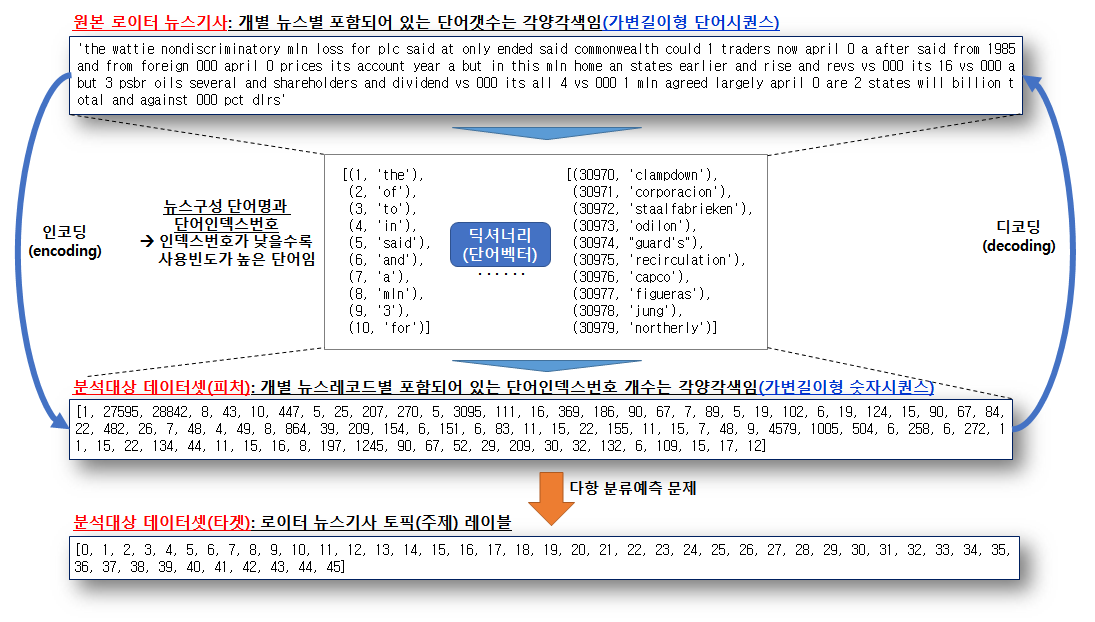 원본 로이터 뉴스기사: 개별 뉴스별 포함되어 있는 단어갯수는 각양각색임(가변길이형 단어시퀀스)
'the wattie nondiscriminatory mln loss for plc said at only ended said commonwealth could 1 traders now april 0 a after said from 1985
and from foreign 000 april 0 prices its account year a but in this mln home an states earlier and rise and revs vs 000 its 16 vs 000 a
but 3 psbr oils several and shareholders and dividend vs 000 its all 4 vs 000 1 mln agreed largely april 0 are 2 states will billion t
otal and against 000 pct dlrs'
인코딩
(encoding)
뉴스구성 단어명과
단어인덱스번호
→ 인덱스번호가 낮을수록
사용빈도가 높은 단어임
[(1, 'the'),
(2, 'of'),
(3, 'to'),
(4, 'in'),
(5, 'said'),
(6, 'and'),
(7, 'a'),
(8, 'mln'),
(9, '3'),
(10, 'for')]
딕셔너리
(단어벡터)
······
[(30970, 'clampdown'),
(30971, 'corporacion'),
(30972, 'staalfabrieken'),
(30973, 'odilon'),
(30974, "guard's"),
(30975, 'recirculation'),
(30976, 'capco'),
(30977, 'figueras'),
(30978, 'jung'),
(30979, 'northerly')]
디코딩
(decoding)
분석대상 데이터셋(피처): 개별 뉴스레코드별 포함되어 있는 단어인덱스번호 개수는 각양각색임(가변길이형 숫자시퀀스)
[1, 27595, 28842, 8, 43, 10, 447, 5, 25, 207, 270, 5, 3095, 111, 16, 369, 186, 90, 67, 7, 89, 5, 19, 102, 6, 19, 124, 15, 90, 67, 84,
22, 482, 26, 7, 48, 4, 49, 8, 864, 39, 209, 154, 6, 151, 6, 83, 11, 15, 22, 155, 11, 15, 7, 48, 9, 4579, 1005, 504, 6, 258, 6, 272, 1
1, 15, 22, 134, 44, 11, 15, 16, 8, 197, 1245, 90, 67, 52, 29, 209, 30, 32, 132, 6, 109, 15, 17, 12]
다항 분류예측 문제
분석대상 데이터셋(타겟): 로이터 뉴스기사 토픽(주제) 레이블
[0, 1, 2, 3, 4, 5, 6, 7, 8, 9, 10, 11, 12, 13, 14, 15, 16, 17, 18, 19, 20, 21, 22, 23, 24, 25, 26, 27, 28, 29, 30, 31, 32, 33, 34, 35,
36, 37, 38, 39, 40, 41, 42, 43, 44, 45]